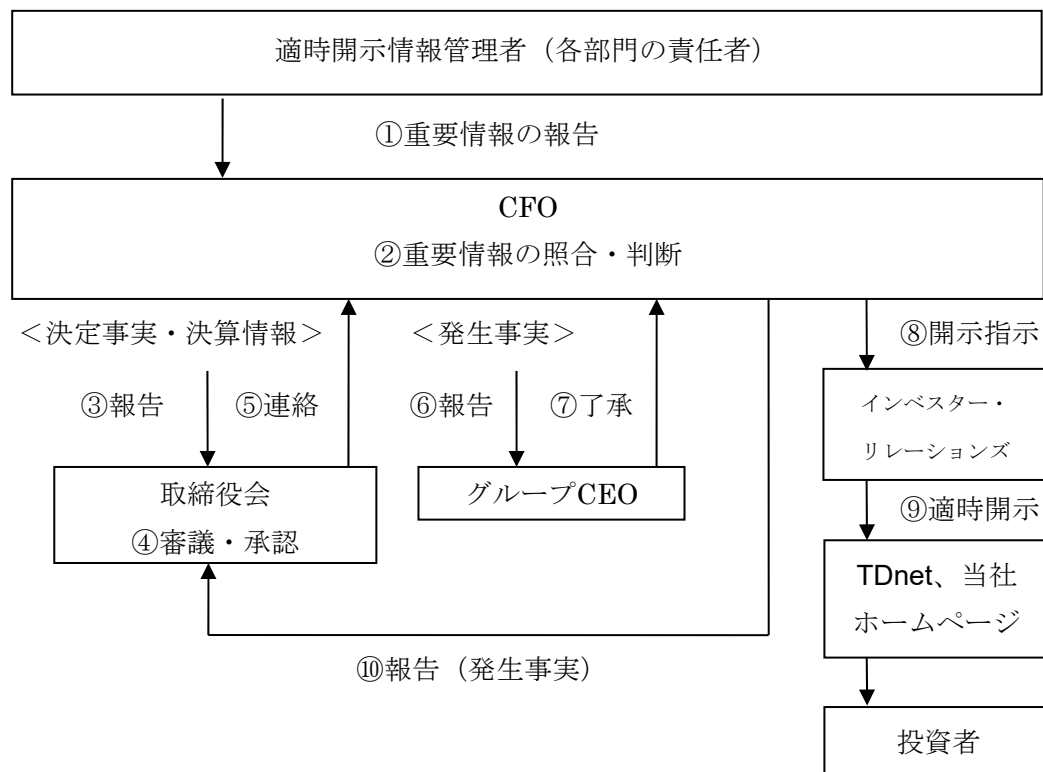 適時開示情報管理者（各部門の責任者）
①重要情報の報告
CFO
②重要情報の照合・判断
＜決定事実・決算情報＞
＜発生事実＞
⑧開示指示
③報告
⑤連絡
⑥報告
⑦了承
インベスター・
リレーションズ
取締役会
④審議・承認
グループCEO
⑨適時開示
TDnet、当社
ホームページ
⑩報告（発生事実）
投資者